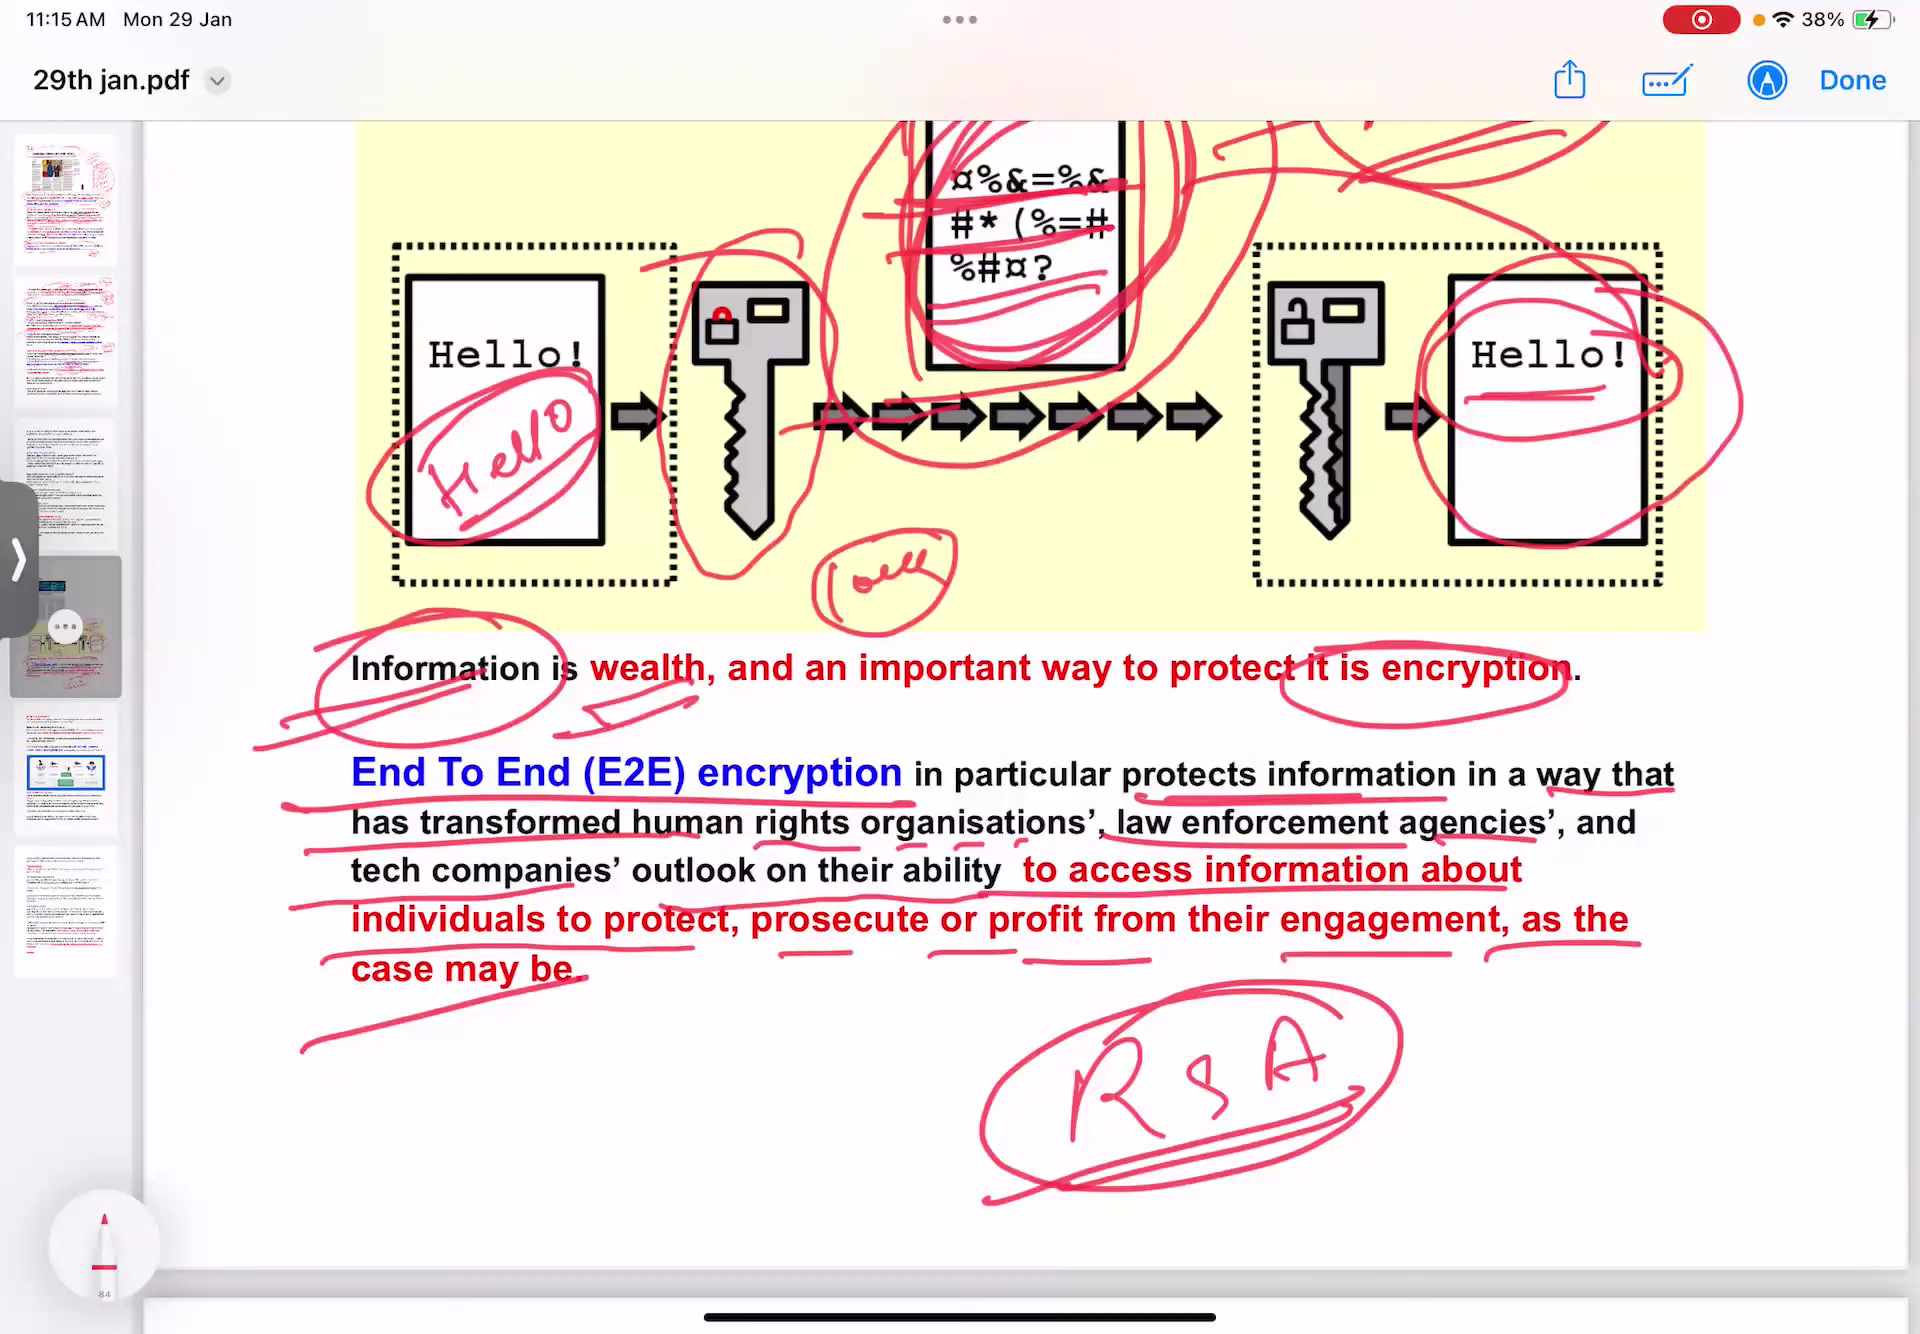 11:15 AM Mon 29 Jan
38%
29th jan.pdf
Done
¤%&=%&
#*(%=#
%#¤?
Hello!
Hello!
Hello
Information is wealth, and an important way to protect it is encryption.
End To End (E2E) encryption in particular protects information in a way that
has transformed human rights organisations’, law enforcement agencies’, and
tech companies’ outlook on their ability to access information about
individuals to protect, prosecute or profit from their engagement, as the
case may be.
RSA
84